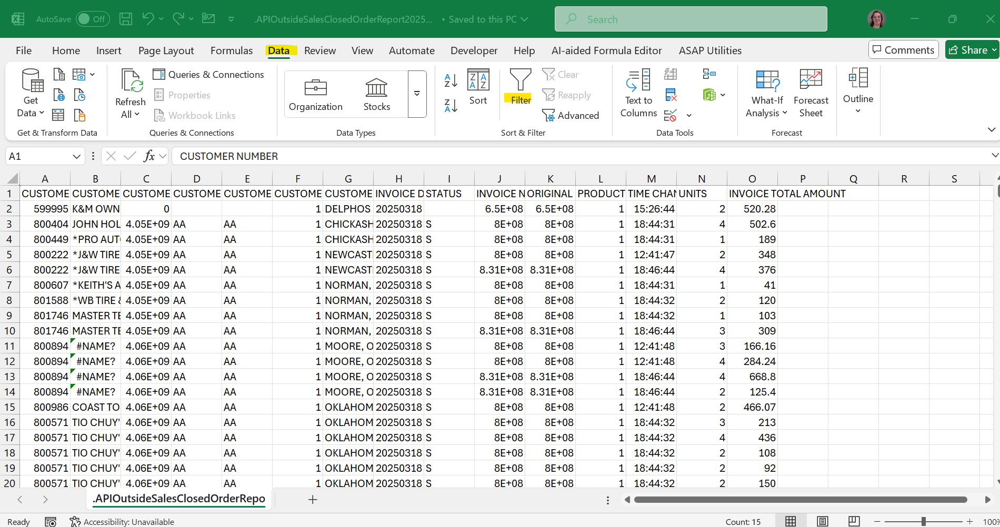 AutoSave Off .APIOutsideSalesClosedOrderReport2025... • Saved to this PC Search
File Home Insert Page Layout Formulas Data Review View Automate Developer Help AI-aided Formula Editor ASAP Utilities Comments Share
Get Data
Refresh All
Queries & Connections
Properties
Workbook Links
Organization
Stocks
Sort
Filter
Clear
Reapply
Advanced
Text to Columns
What-If Analysis
Forecast Sheet
Outline
Get & Transform Data Queries & Connections Data Types Sort & Filter Data Tools Forecast
A1 fx CUSTOMER NUMBER
A B C D E F G H I J K L M N O P Q R S
1 CUSTOME CUSTOME CUSTOME CUSTOME CUSTOME CUSTOME CUSTOME INVOICE D STATUS INVOICE N ORIGINAL PRODUCT TIME CHAN UNITS INVOICE TOTAL AMOUNT
2 599995 K&M OWN 0 1 DELPHOS 20250318 6.5E+08 6.5E+08 1 15:26:44 2 520.28
3 800404 JOHN HOL 4.05E+09 AA AA 1 CHICKASH 20250318 S 8E+08 8E+08 1 18:44:31 4 502.6
4 800449 *PRO AUTO 4.05E+09 AA AA 1 CHICKASH 20250318 S 8E+08 8E+08 1 18:44:31 1 189
5 800222 *J&W TIRE 4.05E+09 AA AA 1 NEWCAST 20250318 S 8E+08 8E+08 1 12:41:47 2 348
6 800222 *J&W TIRE 4.05E+09 AA AA 1 NEWCAST 20250318 S 8.31E+08 8.31E+08 1 18:46:44 4 376
7 800607 *KEITH'S A 4.05E+09 AA AA 1 NORMAN, 20250318 S 8E+08 8E+08 1 18:44:31 1 41
8 801588 *WB TIRE & 4.05E+09 AA AA 1 NORMAN, 20250318 S 8E+08 8E+08 1 18:44:32 2 120
9 801746 MASTER TE 4.05E+09 AA AA 1 NORMAN, 20250318 S 8E+08 8E+08 1 18:44:32 1 103
10 801746 MASTER TE 4.05E+09 AA AA 1 NORMAN, 20250318 S 8.31E+08 8.31E+08 1 18:46:44 3 309
11 800894 #NAME? 4.06E+09 AA AA 1 MOORE, O 20250318 S 8E+08 8E+08 1 12:41:48 3 166.16
12 800894 #NAME? 4.06E+09 AA AA 1 MOORE, O 20250318 S 8E+08 8E+08 1 12:41:48 4 284.24
13 800894 #NAME? 4.06E+09 AA AA 1 MOORE, O 20250318 S 8.31E+08 8.31E+08 1 18:46:44 4 668.8
14 800894 #NAME? 4.06E+09 AA AA 1 MOORE, O 20250318 S 8.31E+08 8.31E+08 1 18:46:44 2 125.4
15 800986 COAST TO 4.06E+09 AA AA 1 OKLAHOM 20250318 S 8E+08 8E+08 1 12:41:48 2 466.07
16 800571 TIO CHUY' 4.06E+09 AA AA 1 OKLAHOM 20250318 S 8E+08 8E+08 1 18:44:32 3 213
17 800571 TIO CHUY' 4.06E+09 AA AA 1 OKLAHOM 20250318 S 8E+08 8E+08 1 18:44:32 4 436
18 800571 TIO CHUY' 4.06E+09 AA AA 1 OKLAHOM 20250318 S 8E+08 8E+08 1 18:44:32 2 108
19 800571 TIO CHUY' 4.06E+09 AA AA 1 OKLAHOM 20250318 S 8E+08 8E+08 1 18:44:32 2 92
20 800571 TIO CHUY' 4.06E+09 AA AA 1 OKLAHOM 20250318 S 8E+08 8E+08 1 18:44:32 2 150
.APIOutsideSalesClosedOrderRepo
Ready Accessibility: Unavailable Count: 15 100%